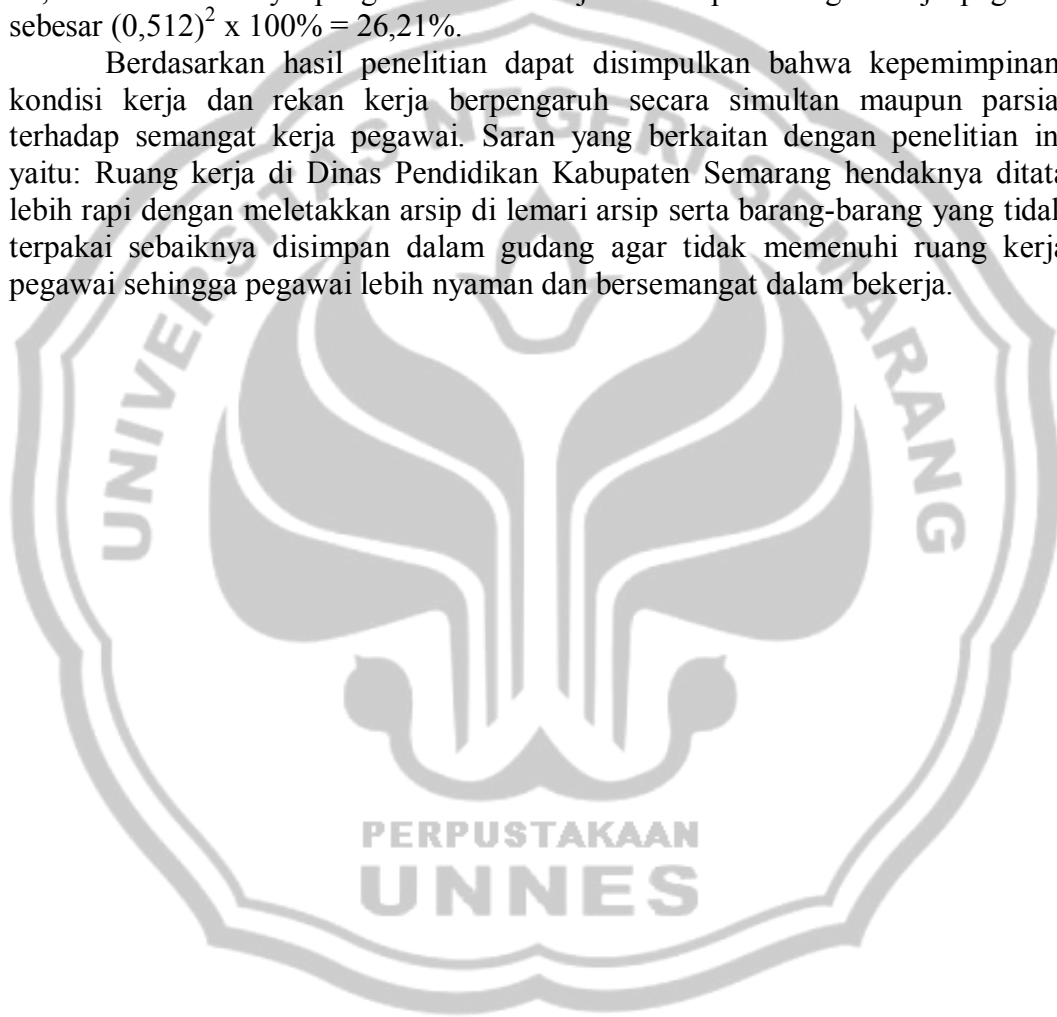 sebesar (0,512)² x 100% = 26,21%.
Berdasarkan hasil penelitian dapat disimpulkan bahwa kepemimpinan
kondisi kerja dan rekan kerja berpengaruh secara simultan maupun parsia
terhadap semangat kerja pegawai. Saran yang berkaitan dengan penelitian in
yaitu: Ruang kerja di Dinas Pendidikan Kabupaten Semarang hendaknya ditata
lebih rapi dengan meletakkan arsip di lemari arsip serta barang-barang yang tidak
terpakai sebaiknya disimpan dalam gudang agar tidak memenuhi ruang kerja
pegawai sehingga pegawai lebih nyaman dan bersemangat dalam bekerja.
UNIVERSITAS NEGERI SEMARANG
PERPUSTAKAAN
UNNES